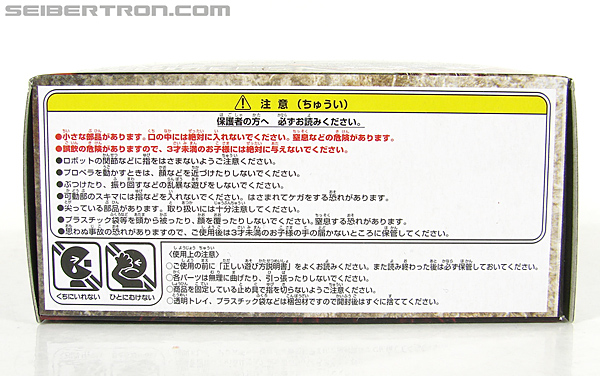 SEIBERTRON.COM
注意（ちゅうい）
保護者の方へ 必ずお読みください。
●小さな部品があります。口の中には絶対に入れないでください。窒息などの危険があります。
●誤飲の危険がありますので、3才未満のお子様には絶対に与えないでください。
●ロボットの関節などに指をはさまないようご注意ください。
●プロペラを動かすときは、顔などを近づけたりしないでください。
●ぶつけたり、振り回すなどの乱暴な遊びをしないでください。
●可動部のスキマには指などを入れないでください。はさまれてケガをする恐れがあります。
●尖っている部品があります。取り扱いには十分注意してください。
●プラスチック袋等を頭から被ったり、顔を覆ったりしないでください。窒息する恐れがあります。
●思わぬ事故の恐れがありますので、ご使用後は3才未満のお子様の手の届かないところに保管してください。
くちにいれない ひとにむけない
〈使用上の注意〉
○ご使用の前に「正しい遊び方説明書」をよくお読みください。また読み終わった後は必ず保管しておいてください。
○各パーツは無理に曲げたり、引っ張ったりしないでください。
○商品を固定している止め具で指を切らないようご注意ください。
○透明トレイ、プラスチック袋などは梱包材ですので開封後はすぐに捨ててください。